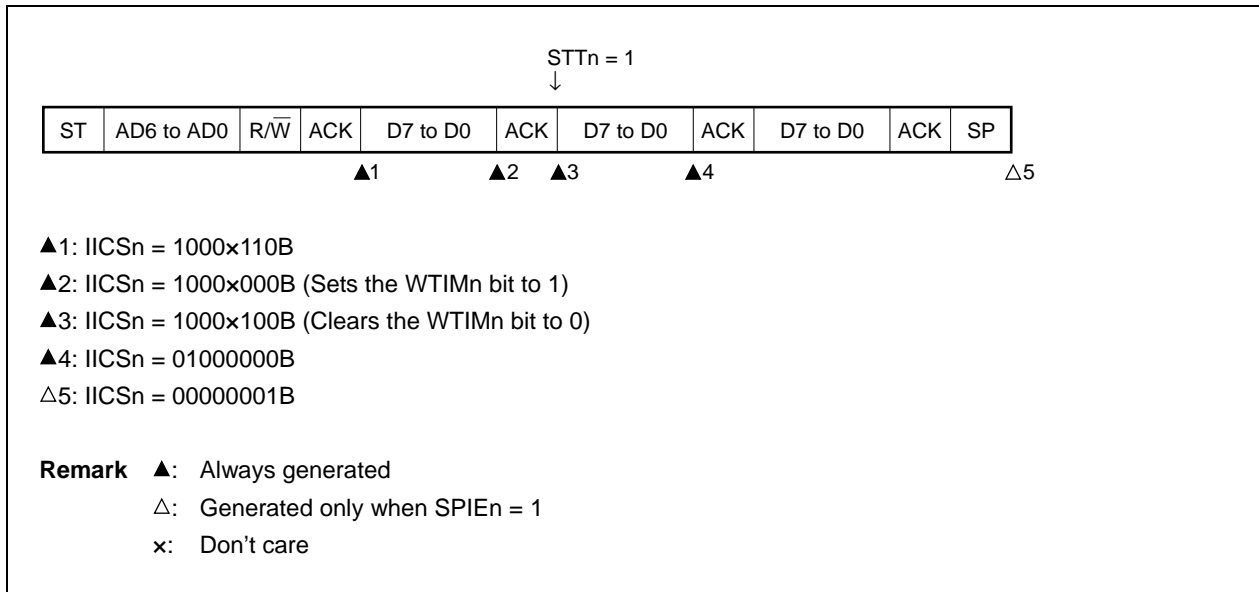 STTn = 1
↓
ST AD6 to AD0 R/W̅ ACK D7 to D0 ACK D7 to D0 ACK D7 to D0 ACK SP
▲1 ▲2 ▲3 ▲4 △5
▲1: IICSn = 1000×110B
▲2: IICSn = 1000×000B (Sets the WTIMn bit to 1)
▲3: IICSn = 1000×100B (Clears the WTIMn bit to 0)
▲4: IICSn = 01000000B
△5: IICSn = 00000001B
Remark ▲: Always generated
△: Generated only when SPIEn = 1
×: Don't care